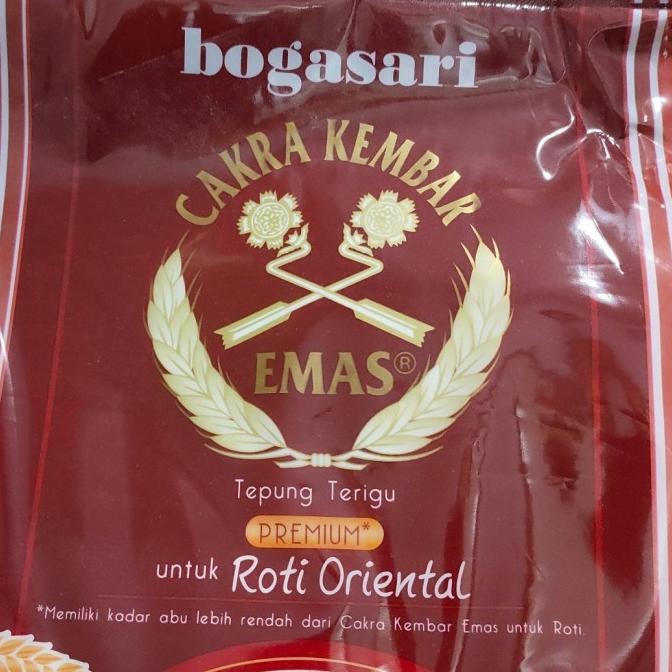 bogasari
CAKRA KEMBAR
EMAS®
Tepung Terigu
PREMIUM*
untuk Roti Oriental
*Memiliki kadar abu lebih rendah dari Cakra Kembar Emas untuk Roti.